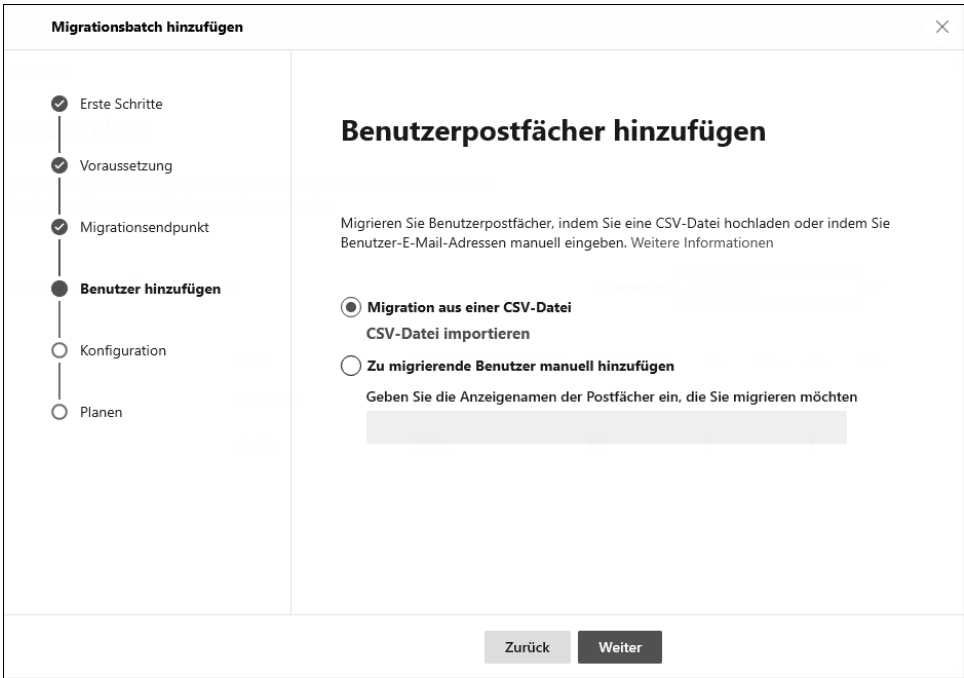 Migrationsbatch hinzufügen
Erste Schritte
Voraussetzung
Migrationsendpunkt
Benutzer hinzufügen
Konfiguration
Planen
Benutzerpostfächer hinzufügen
Migrieren Sie Benutzerpostfächer, indem Sie eine CSV-Datei hochladen oder indem Sie
Benutzer-E-Mail-Adressen manuell eingeben. Weitere Informationen
Migration aus einer CSV-Datei
CSV-Datei importieren
Zu migrierende Benutzer manuell hinzufügen
Geben Sie die Anzeigenamen der Postfächer ein, die Sie migrieren möchten
Zurück
Weiter